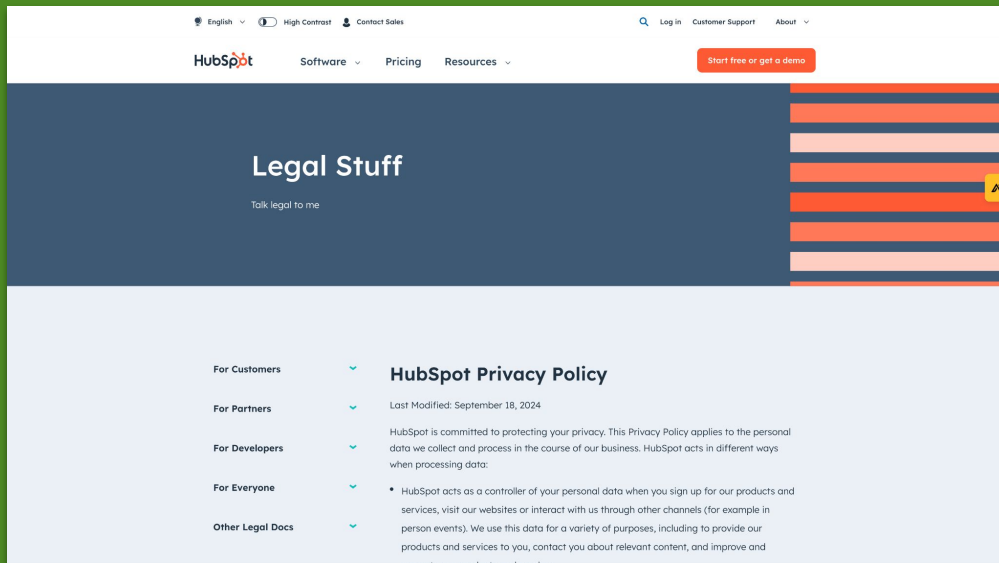 English
High Contrast
Contact Sales
Log in
Customer Support
About
HubSpot
Software
Pricing
Resources
Start free or get a demo
Legal Stuff
Talk legal to me
For Customers
For Partners
For Developers
For Everyone
Other Legal Docs
HubSpot Privacy Policy
Last Modified: September 18, 2024
HubSpot is committed to protecting your privacy. This Privacy Policy applies to the personal
data we collect and process in the course of our business. HubSpot acts in different ways
when processing data:
• HubSpot acts as a controller of your personal data when you sign up for our products and
services, visit our websites or interact with us through other channels (for example in
person events). We use this data for a variety of purposes, including to provide our
products and services to you, contact you about relevant content, and improve and